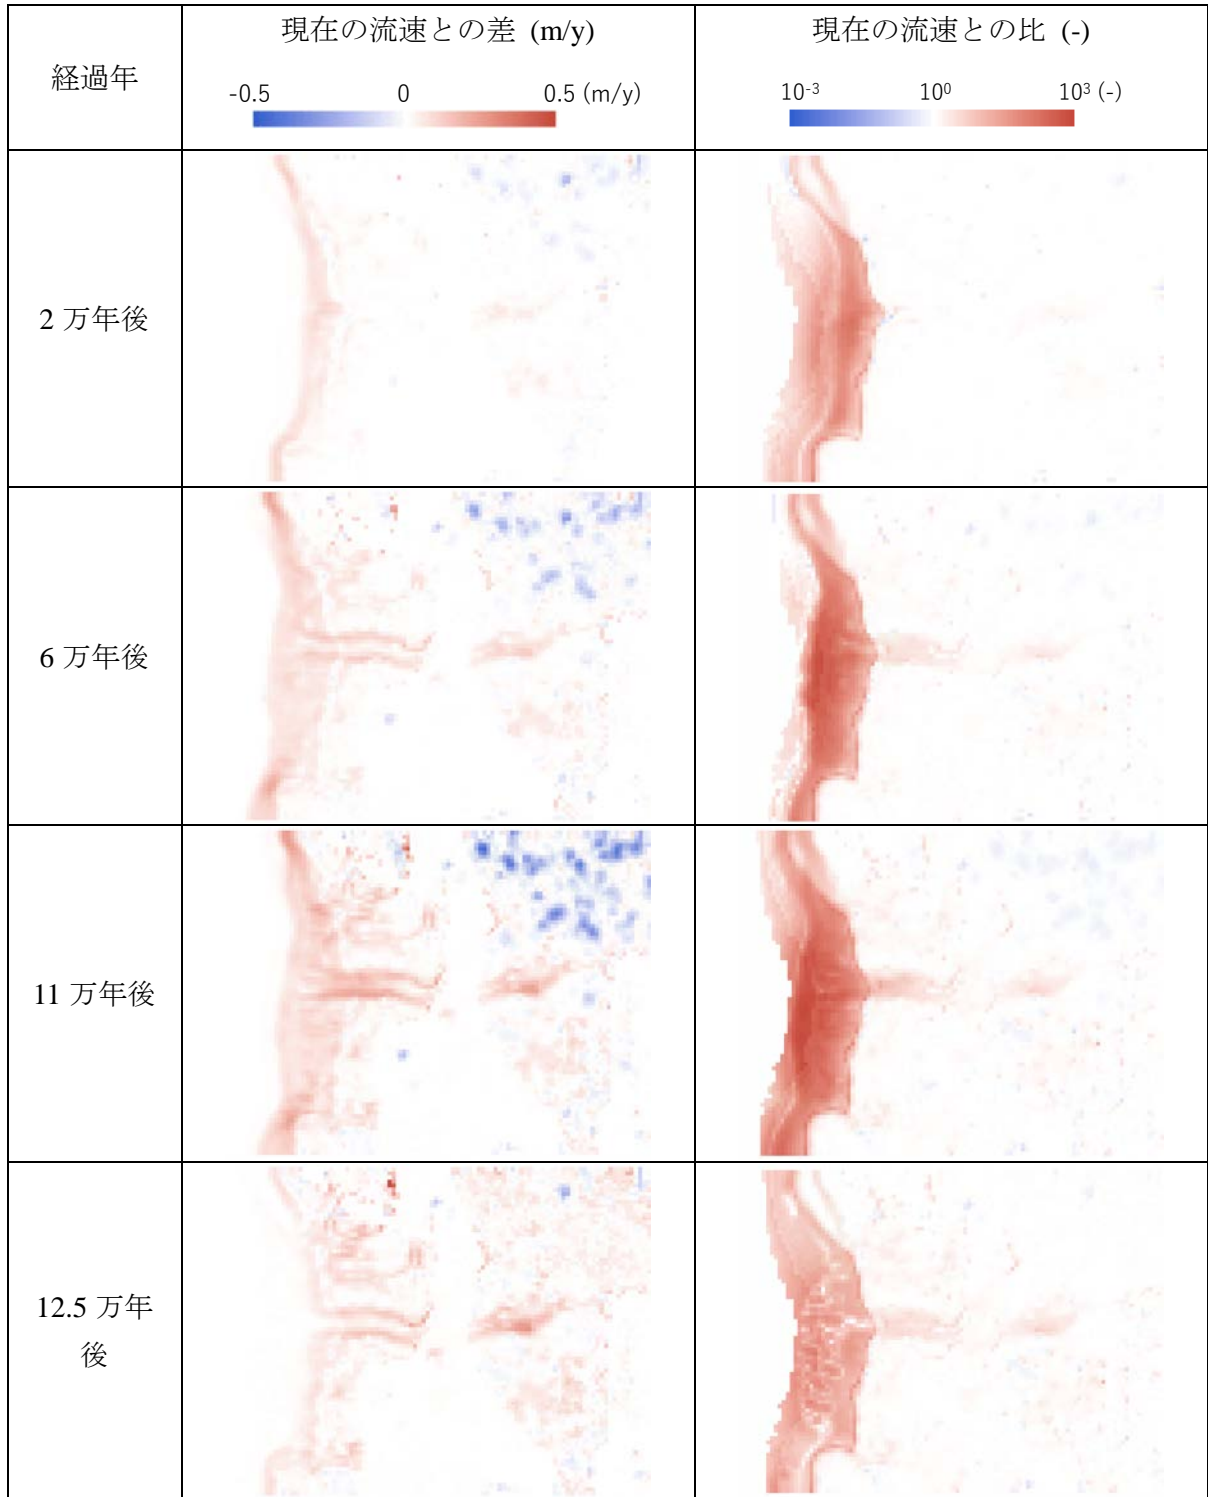 経過年
現在の流速との差 (m/y)
-0.5 0 0.5 (m/y)
現在の流速との比 (-)
10⁻³ 10⁰ 10³ (-)
2 万年後
6 万年後
11 万年後
12.5 万年
後